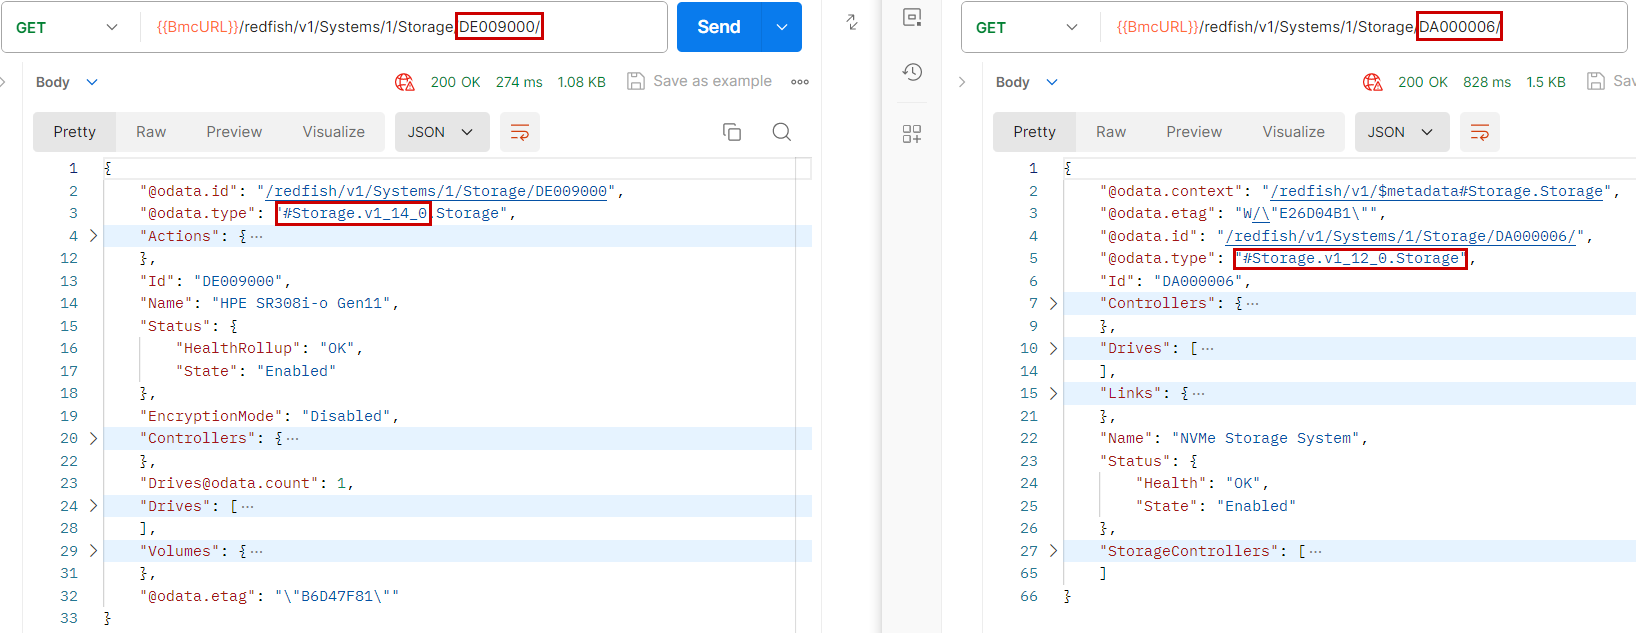 GET {{BmcURL}}/redfish/v1/Systems/1/Storage/DE009000/ Send
Body 200 OK 274 ms 1.08 KB Save as example
Pretty Raw Preview Visualize JSON
1 {
2 "@odata.id": "/redfish/v1/Systems/1/Storage/DE009000",
3 "@odata.type": "#Storage.v1_14_0.Storage",
4 "Actions": {
12 },
13 "Id": "DE009000",
14 "Name": "HPE SR308i-o Gen11",
15 "Status": {
16 "HealthRollup": "OK",
17 "State": "Enabled"
18 },
19 "EncryptionMode": "Disabled",
20 "Controllers": {
22 },
23 "Drives@odata.count": 1,
24 "Drives": [
28 ],
29 "Volumes": {
31 },
32 "@odata.etag": "\"B6D47F81\""
33 }
GET {{BmcURL}}/redfish/v1/Systems/1/Storage/DA000006/
Body 200 OK 828 ms 1.5 KB Sav
Pretty Raw Preview Visualize JSON
1 {
2 "@odata.context": "/redfish/v1/$metadata#Storage.Storage",
3 "@odata.etag": "W/\"E26D04B1\"",
4 "@odata.id": "/redfish/v1/Systems/1/Storage/DA000006/",
5 "@odata.type": "#Storage.v1_12_0.Storage",
6 "Id": "DA000006",
7 "Controllers": {
9 },
10 "Drives": [
14 ],
15 "Links": {
21 },
22 "Name": "NVMe Storage System",
23 "Status": {
24 "Health": "OK",
25 "State": "Enabled"
26 },
27 "StorageControllers": [
65 ]
66 }